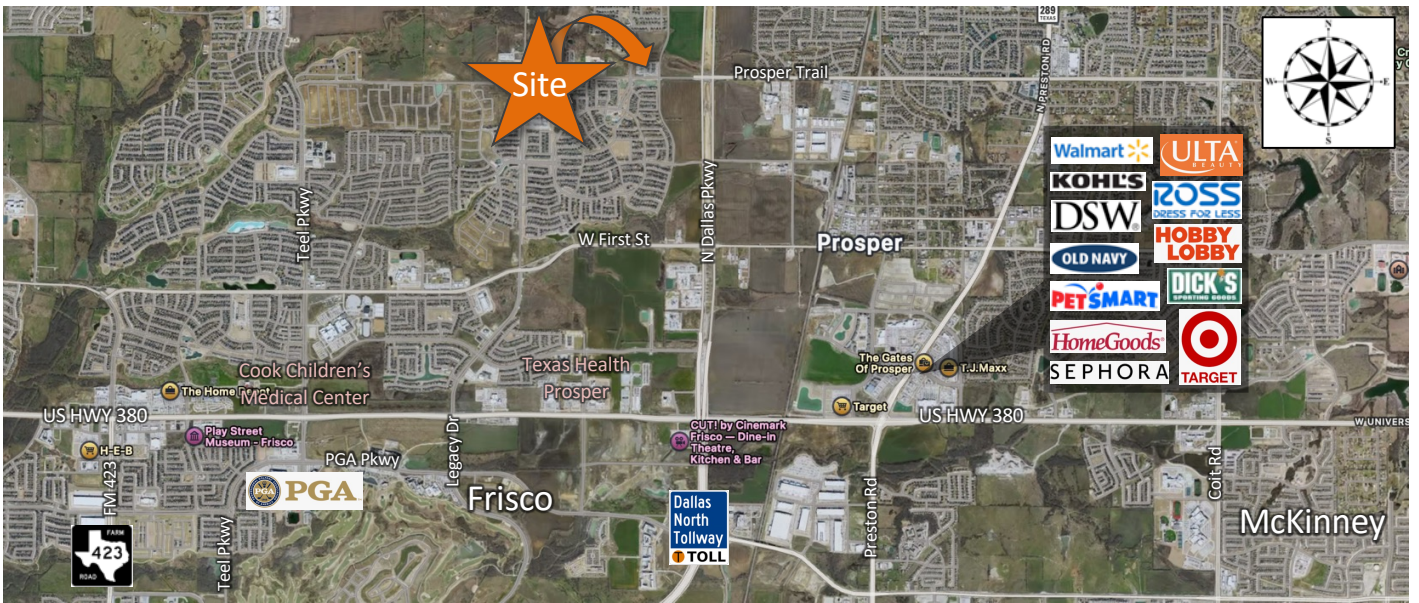 289
TEXAS
N
W
E
S
Site
Prosper Trail
N PRESTON RD
Walmart
ULTA
BEAUTY
KOHL'S
ROSS
DRESS FOR LESS
DSW
HOBBY
LOBBY
OLD NAVY
DICK'S
SPORTING GOODS
PETSMART
HomeGoods
TARGET
SEPHORA
Teel Pkwy
N Dallas Pkwy
W First St
Prosper
The Gates
Of Prosper
T.J.Maxx
Cook Children's
Medical Center
Texas Health
Prosper
The Home
Target
US HWY 380
US HWY 380
W UNIVERS
Play Street
Museum - Frisco
CUT! by Cinemark
Frisco — Dine-in
Theatre,
Kitchen & Bar
H-E-B
PGA Pkwy
Legacy Dr
Coit Rd
PGA
PGA
Frisco
FM 423
Dallas
North
Tollway
T TOLL
Preston Rd
McKinney
FARM
423
ROAD
Teel Pkwy